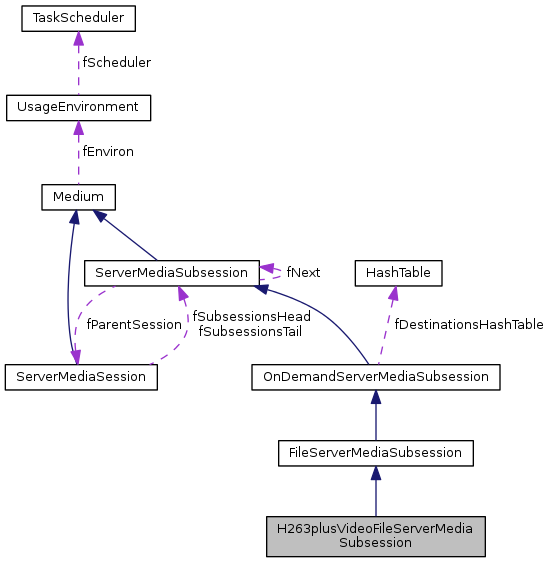 TaskScheduler
fScheduler
UsageEnvironment
fEnviron
Medium
ServerMediaSubsession
fNext
HashTable
fParentSession
fSubsessionsHead
fSubsessionsTail
fDestinationsHashTable
ServerMediaSession
OnDemandServerMediaSubsession
FileServerMediaSubsession
H263plusVideoFileServerMedia
Subsession